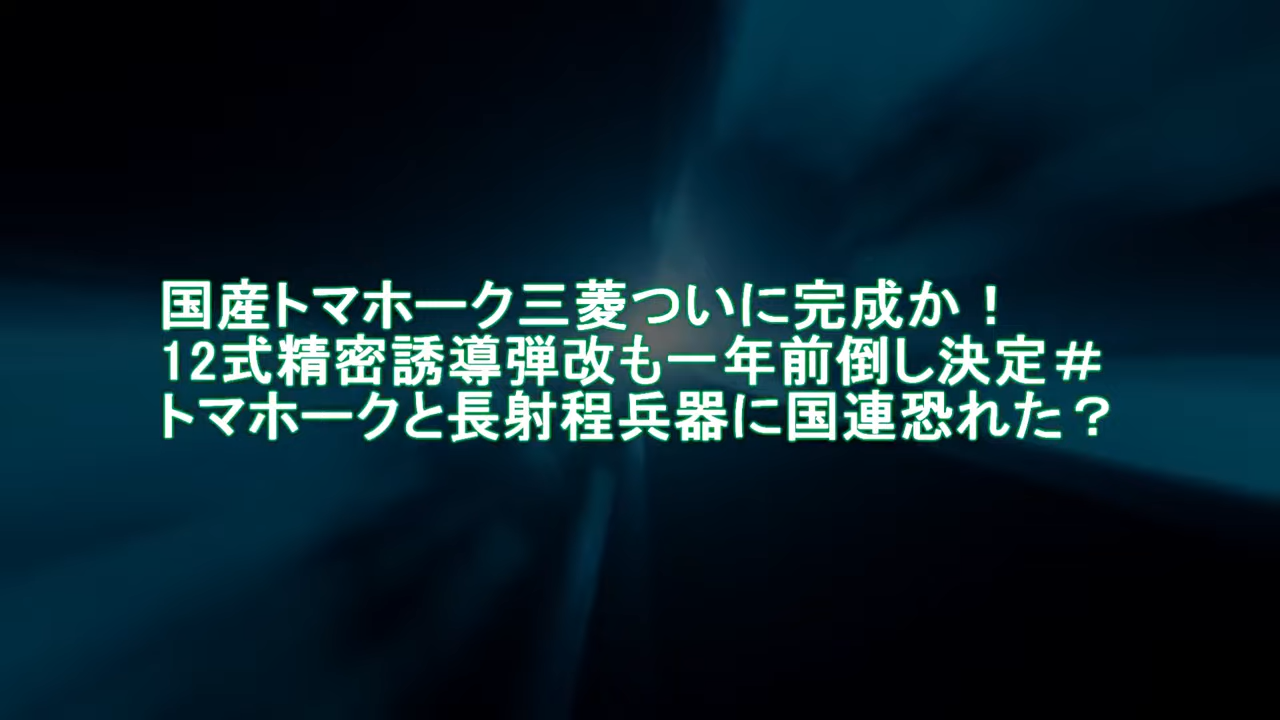 国産トマホーク三菱ついに完成か！
12式精密誘導弾改も一年前倒し決定＃
トマホークと長射程兵器に国連恐れた？